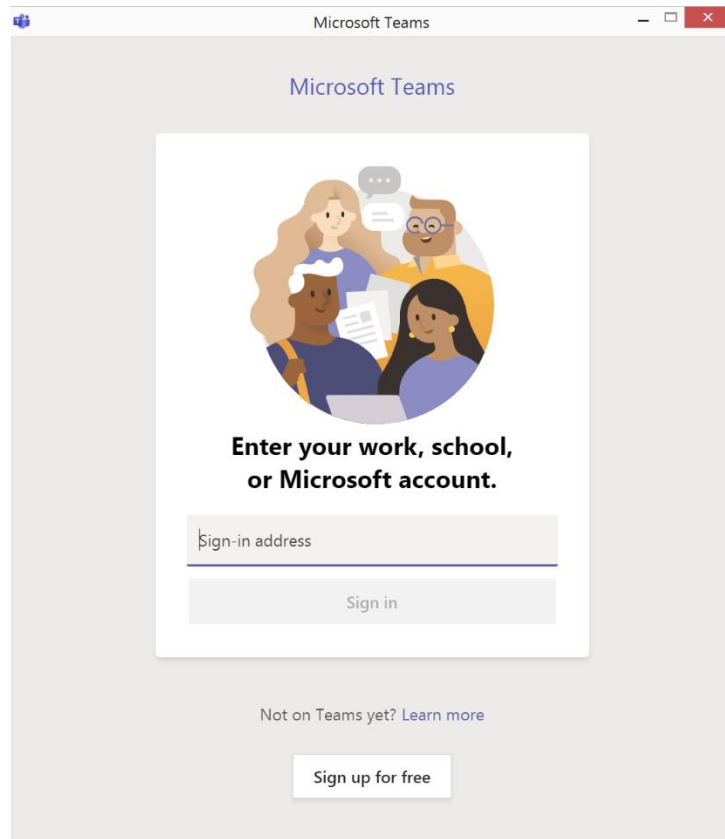 Microsoft Teams
Microsoft Teams
Enter your work, school,
or Microsoft account.
Sign-in address
Sign in
Not on Teams yet? Learn more
Sign up for free